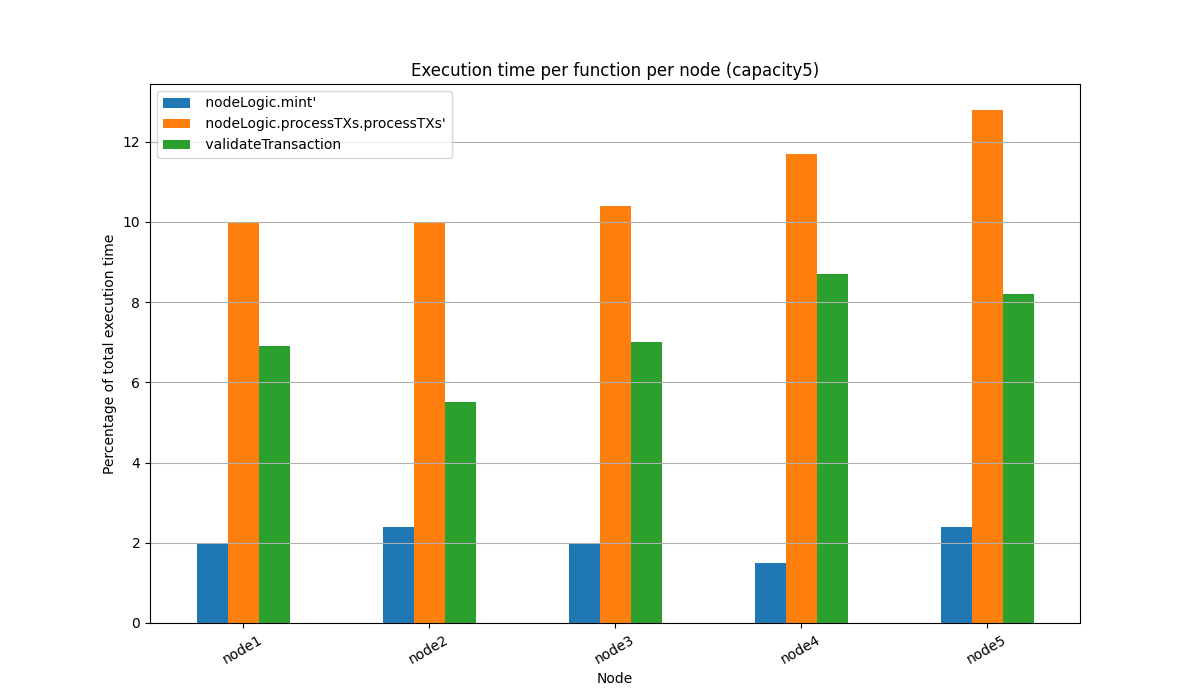 Execution time per function per node (capacity5)
nodeLogic.mint'
nodeLogic.processTXs.processTXs'
validateTransaction
Percentage of total execution time
12
10
8
6
4
2
0
node1
node2
node3
node4
node5
Node